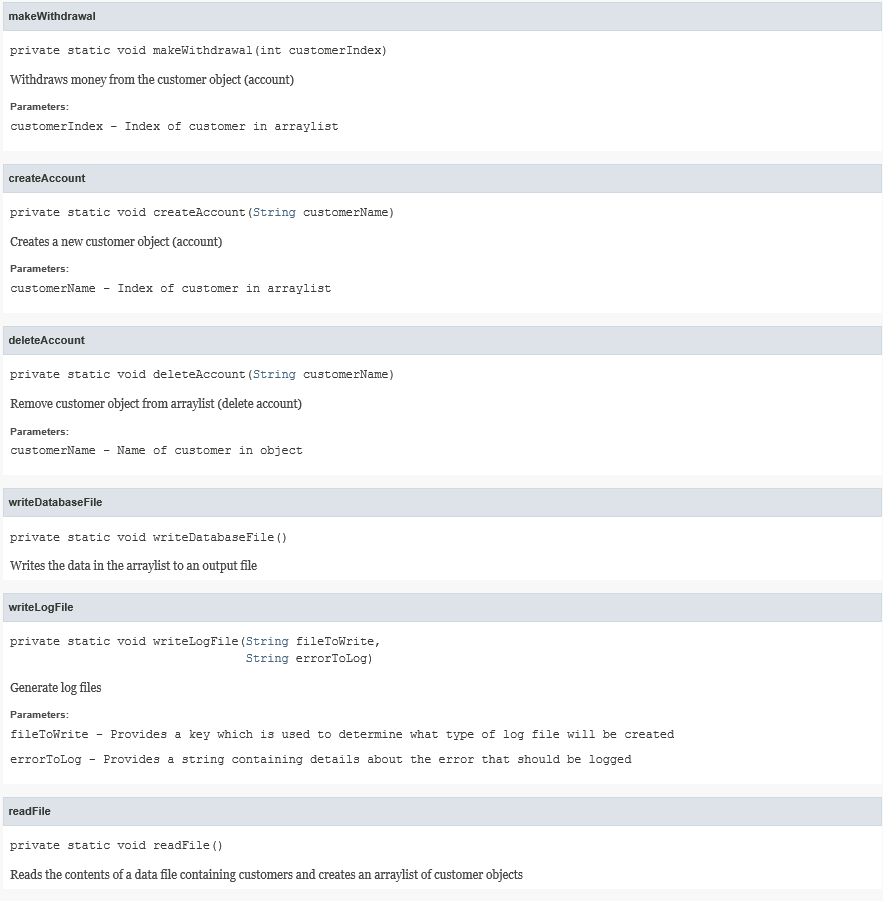 makeWithdrawal
private static void makeWithdrawal(int customerIndex)
Withdraws money from the customer object (account)
Parameters:
customerIndex - Index of customer in arraylist
createAccount
private static void createAccount(String customerName)
Creates a new customer object (account)
Parameters:
customerName - Index of customer in arraylist
deleteAccount
private static void deleteAccount(String customerName)
Remove customer object from arraylist (delete account)
Parameters:
customerName - Name of customer in object
writeDatabaseFile
private static void writeDatabaseFile()
Writes the data in the arraylist to an output file
writeLogFile
private static void writeLogFile(String fileToWrite,
String errorToLog)
Generate log files
Parameters:
fileToWrite - Provides a key which is used to determine what type of log file will be created
errorToLog - Provides a string containing details about the error that should be logged
readFile
private static void readFile()
Reads the contents of a data file containing customers and creates an arraylist of customer objects